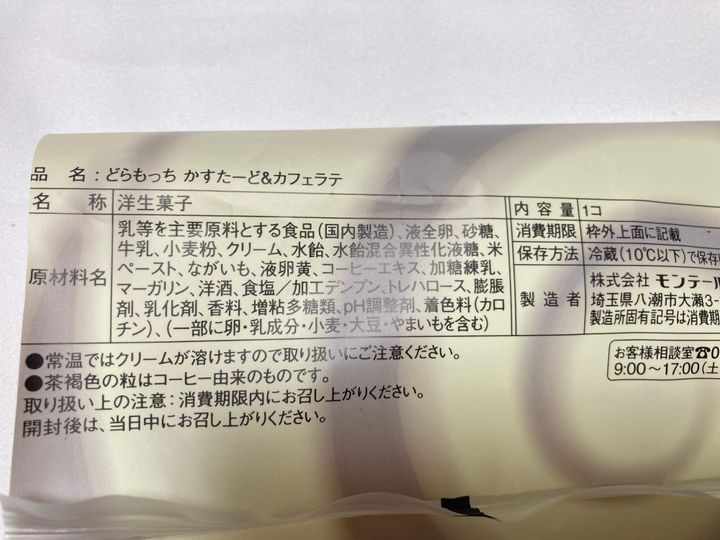 品 名：どらもっち かすたーど&カフェラテ
名 称 洋生菓子
原材料名
乳等を主要原料とする食品（国内製造）、液全卵、砂糖、
牛乳、小麦粉、クリーム、水飴、水飴混合異性化液糖、米
ペースト、ながいも、液卵黄、コーヒーエキス、加糖練乳、
マーガリン、洋酒、食塩／加工デンプン、トレハロース、膨脹
剤、乳化剤、香料、増粘多糖類、pH調整剤、着色料（カロ
チン）、（一部に卵・乳成分・小麦・大豆・やまいもを含む）
内容量 1コ
消費期限 枠外上面に記載
保存方法 冷蔵（10℃以下）で保存
製造者
株式会社 モンテール
埼玉県八潮市大瀬3-
製造所固有記号は消費期
●常温ではクリームが溶けますので取り扱いにご注意ください。
●茶褐色の粒はコーヒー由来のものです。
取り扱い上の注意：消費期限内にお召し上がりください。
開封後は、当日中にお召し上がりください。
お客様相談室☎0
9:00～17:00（土